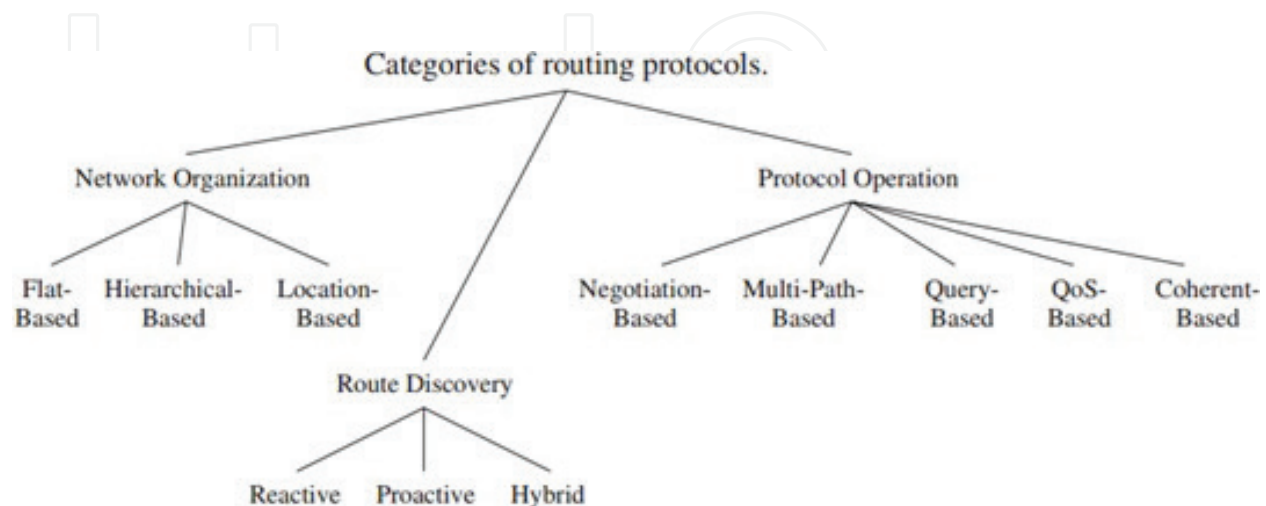 Categories of routing protocols.
Network Organization
Protocol Operation
Flat-
Based
Hierarchical-
Based
Location-
Based
Negotiation-
Based
Multi-Path-
Based
Query-
Based
QoS-
Based
Coherent-
Based
Route Discovery
Reactive
Proactive
Hybrid